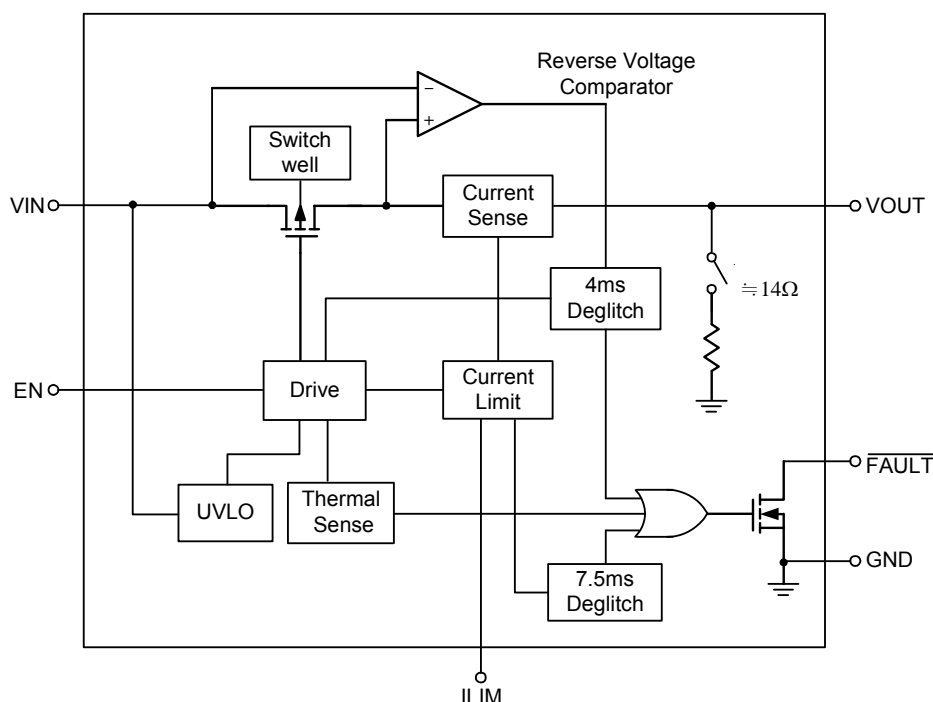 Reverse Voltage
Comparator
−
+
Switch
well
VIN
Current
Sense
VOUT
4ms
Deglitch
≒14Ω
EN
Drive
Current
Limit
FAULT
UVLO
Thermal
Sense
GND
7.5ms
Deglitch
ILIM